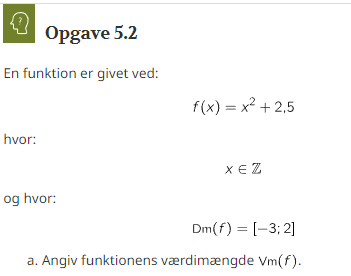 Opgave 5.2
En funktion er givet ved:
f(x) = x² + 2,5
hvor:
x ∈ ℤ
og hvor:
Dm(f) = [−3; 2]
a. Angiv funktionens værdimængde Vm(f).